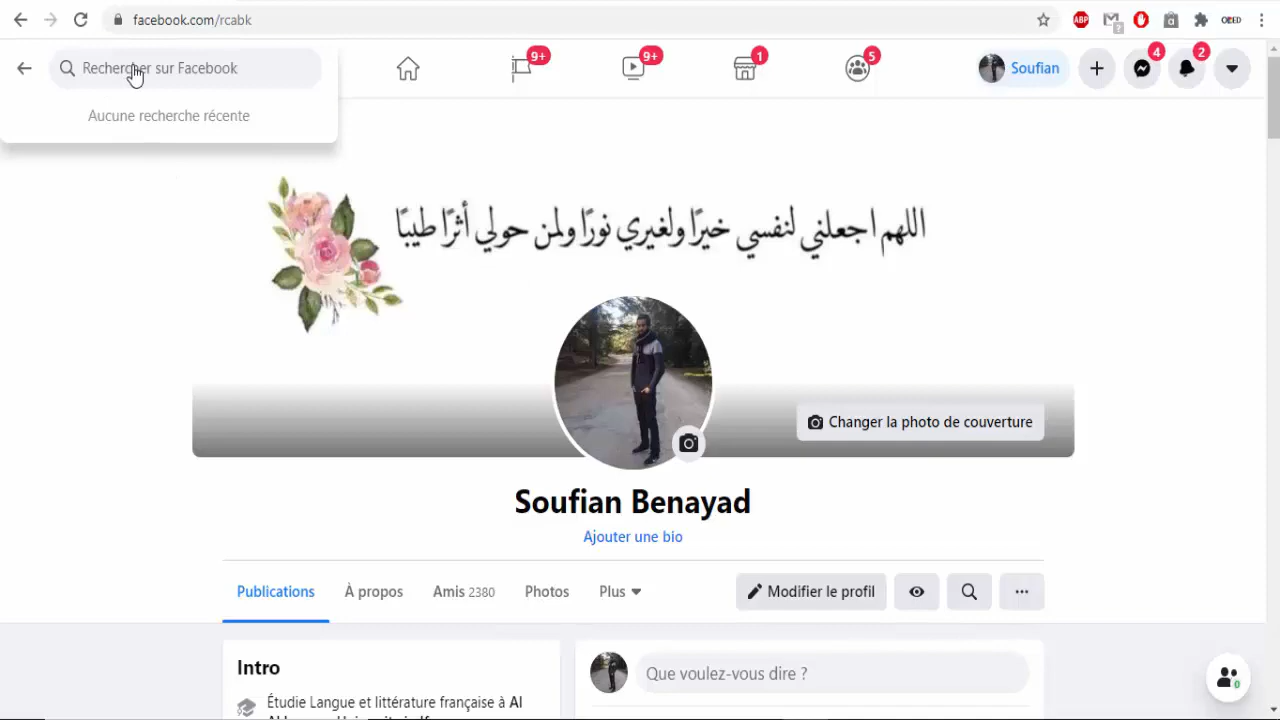 facebook.com/rcabk
ABP
Rechercher sur Facebook
9+
9+
1
5
Soufian
4
2
Aucune recherche récente
اللهم اجعلني لنفسي خيرًا ولغيري نورًا ولمن حولي أثرًا طيبًا
Changer la photo de couverture
Soufian Benayad
Ajouter une bio
Publications
À propos
Amis 2380
Photos
Plus
Modifier le profil
Intro
Que voulez-vous dire ?
Étudie Langue et littérature française à Al
0